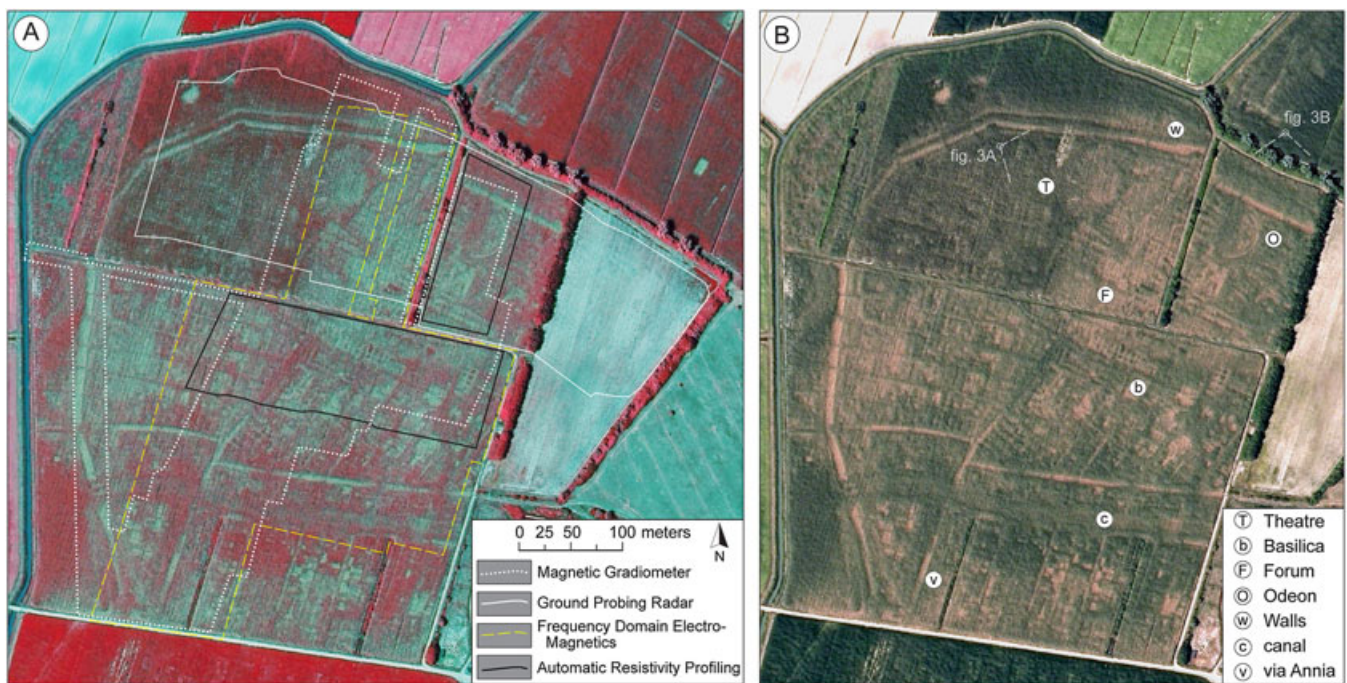 A
B
w
fig. 3B
fig. 3A
T
O
F
b
c
v
0 25 50 100 meters
N
Magnetic Gradiometer
Ground Probing Radar
Frequency Domain Electro-
Magnetics
Automatic Resistivity Profiling
T Theatre
b Basilica
F Forum
O Odeon
w Walls
c canal
v via Annia